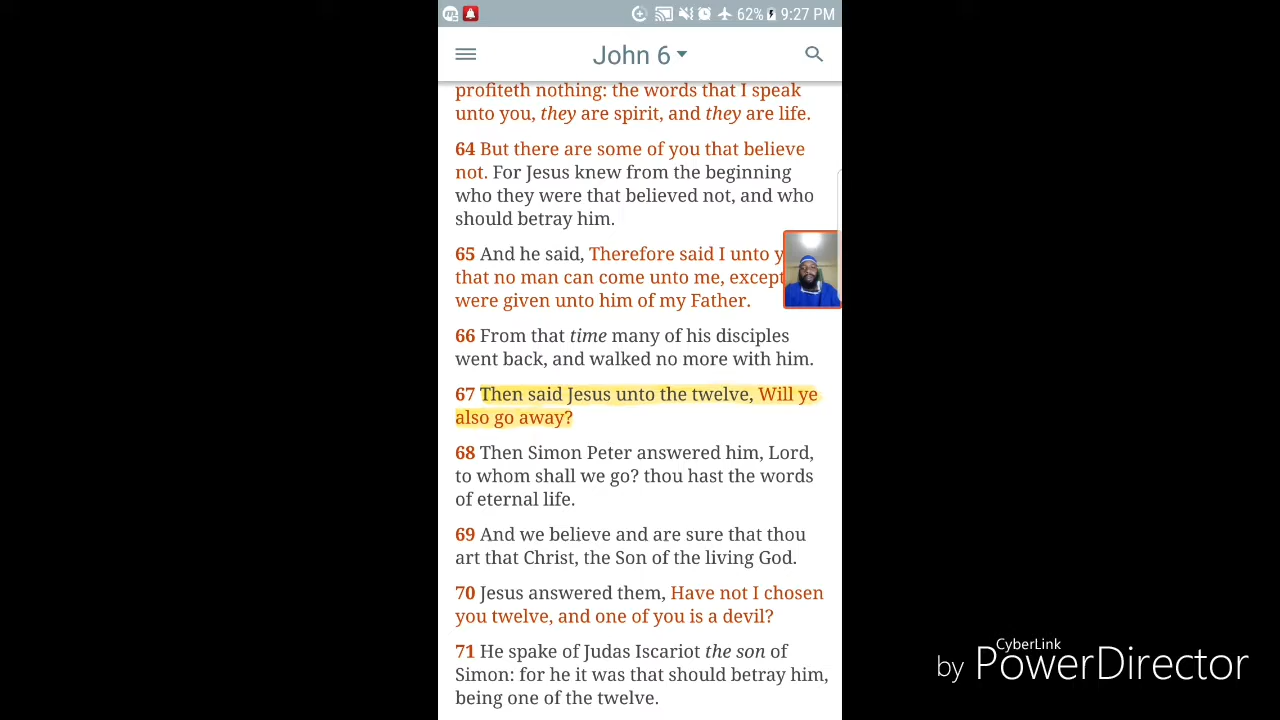 62% 9:27 PM
John 6
profiteth nothing: the words that I speak
unto you, they are spirit, and they are life.
64 But there are some of you that believe
not. For Jesus knew from the beginning
who they were that believed not, and who
should betray him.
65 And he said, Therefore said I unto y
that no man can come unto me, except
were given unto him of my Father.
66 From that time many of his disciples
went back, and walked no more with him.
67 Then said Jesus unto the twelve, Will ye
also go away?
68 Then Simon Peter answered him, Lord,
to whom shall we go? thou hast the words
of eternal life.
69 And we believe and are sure that thou
art that Christ, the Son of the living God.
70 Jesus answered them, Have not I chosen
you twelve, and one of you is a devil?
71 He spake of Judas Iscariot the son of
Simon: for he it was that should betray him,
being one of the twelve.
CyberLink
by PowerDirector